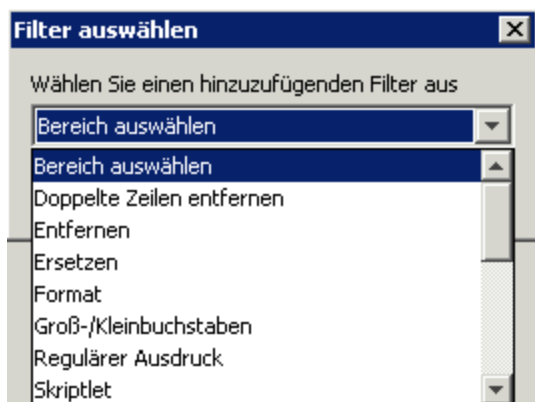 Filter auswählen
Wählen Sie einen hinzuzufügenden Filter aus
Bereich auswählen
Bereich auswählen
Doppelte Zeilen entfernen
Entfernen
Ersetzen
Format
Groß-/Kleinbuchstaben
Regulärer Ausdruck
Skriptlet